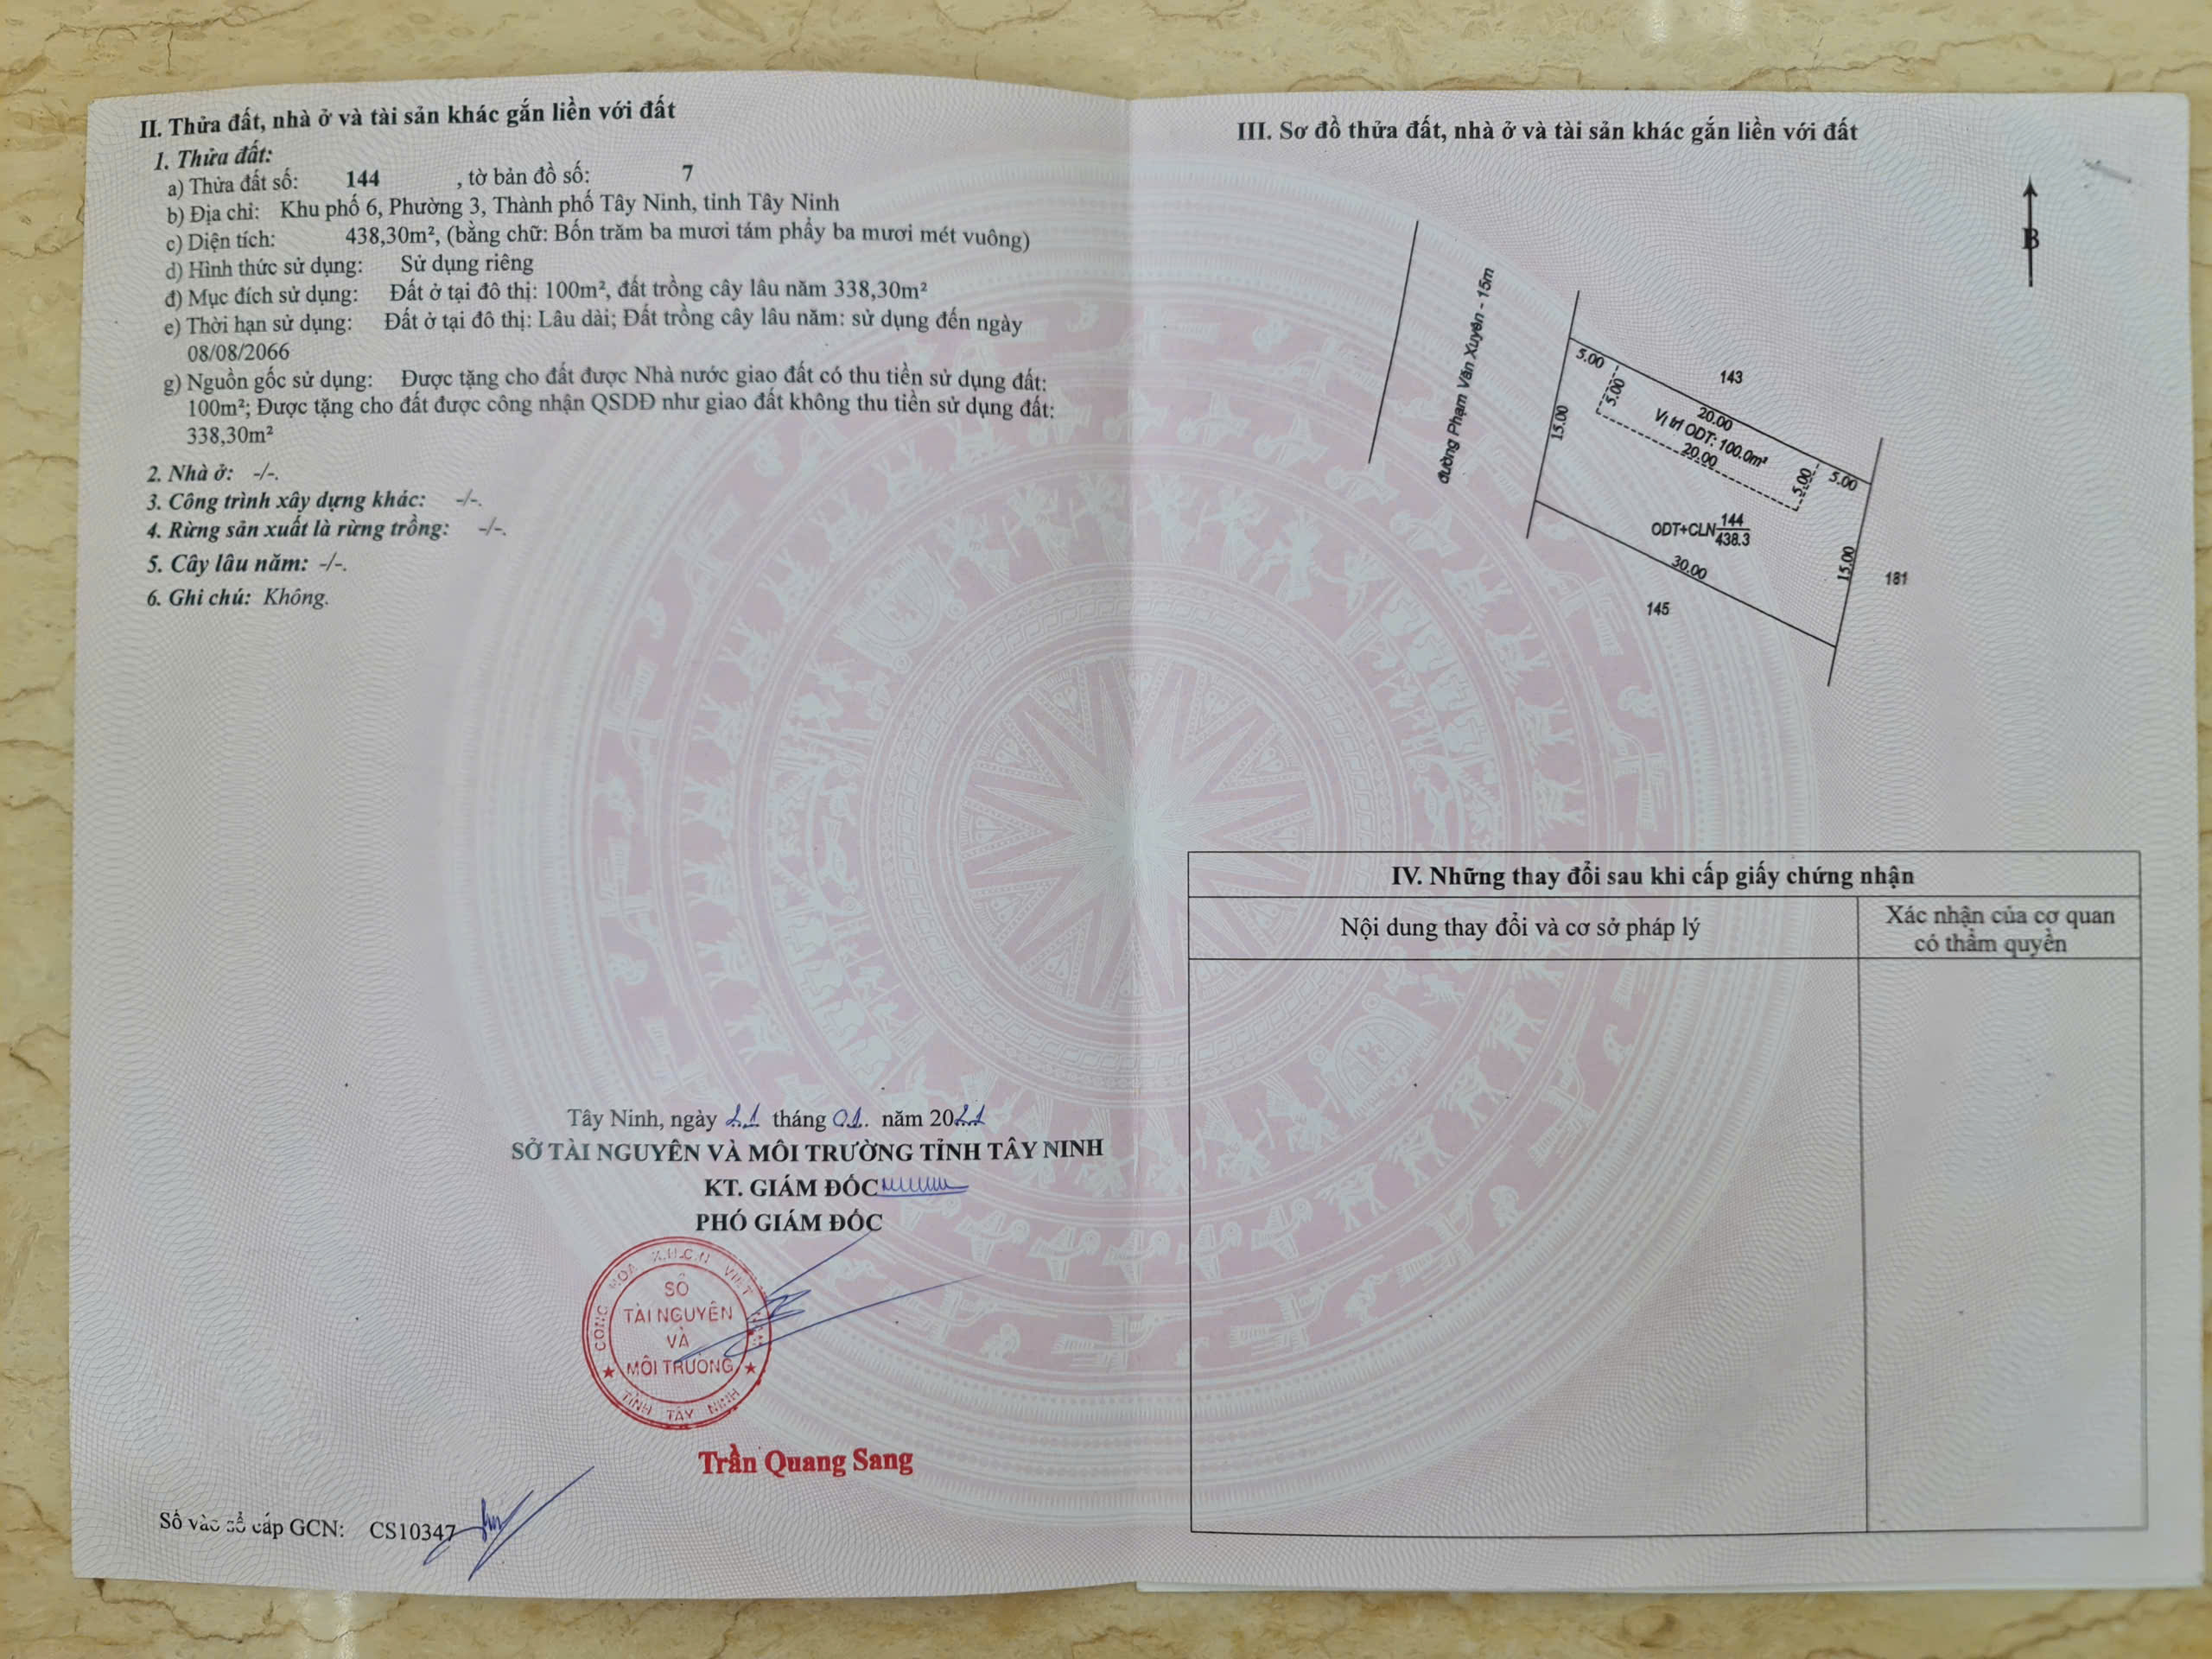 II. Thửa đất, nhà ở và tài sản khác gắn liền với đất
1. Thửa đất:
a) Thửa đất số: 144 , tờ bản đồ số: 7
b) Địa chỉ: Khu phố 6, Phường 3, Thành phố Tây Ninh, tỉnh Tây Ninh
c) Diện tích: 438,30m², (bằng chữ: Bốn trăm ba mươi tám phẩy ba mươi mét vuông)
d) Hình thức sử dụng: Sử dụng riêng
đ) Mục đích sử dụng: Đất ở tại đô thị: 100m², đất trồng cây lâu năm 338,30m²
e) Thời hạn sử dụng: Đất ở tại đô thị: Lâu dài; Đất trồng cây lâu năm: sử dụng đến ngày
08/08/2066
g) Nguồn gốc sử dụng: Được tặng cho đất được Nhà nước giao đất có thu tiền sử dụng đất:
100m²; Được tặng cho đất được công nhận QSDĐ như giao đất không thu tiền sử dụng đất:
338,30m²
2. Nhà ở: -/-.
3. Công trình xây dựng khác: -/-.
4. Rừng sản xuất là rừng trồng: -/-.
5. Cây lâu năm: -/-.
6. Ghi chú: Không.
Tây Ninh, ngày 21 tháng 01. năm 2021
SỞ TÀI NGUYÊN VÀ MÔI TRƯỜNG TỈNH TÂY NINH
KT. GIÁM ĐỐC
PHÓ GIÁM ĐỐC
CỘNG HÒA X.H.C.N VIỆT NAM
SỞ
TÀI NGUYÊN
VÀ
MÔI TRƯỜNG
TỈNH TÂY NINH
Trần Quang Sang
Số vào sổ cấp GCN: CS10347
III. Sơ đồ thửa đất, nhà ở và tài sản khác gắn liền với đất
B
đường Phạm Văn Xuyên - 15m
5.00
143
5.00
20.00
Vị trí ODT: 100.0m²
20.00
15.00
5.00
5.00
ODT+CLN 144
438.3
30.00
15.00
181
145
IV. Những thay đổi sau khi cấp giấy chứng nhận
Nội dung thay đổi và cơ sở pháp lý
Xác nhận của cơ quan
có thẩm quyền